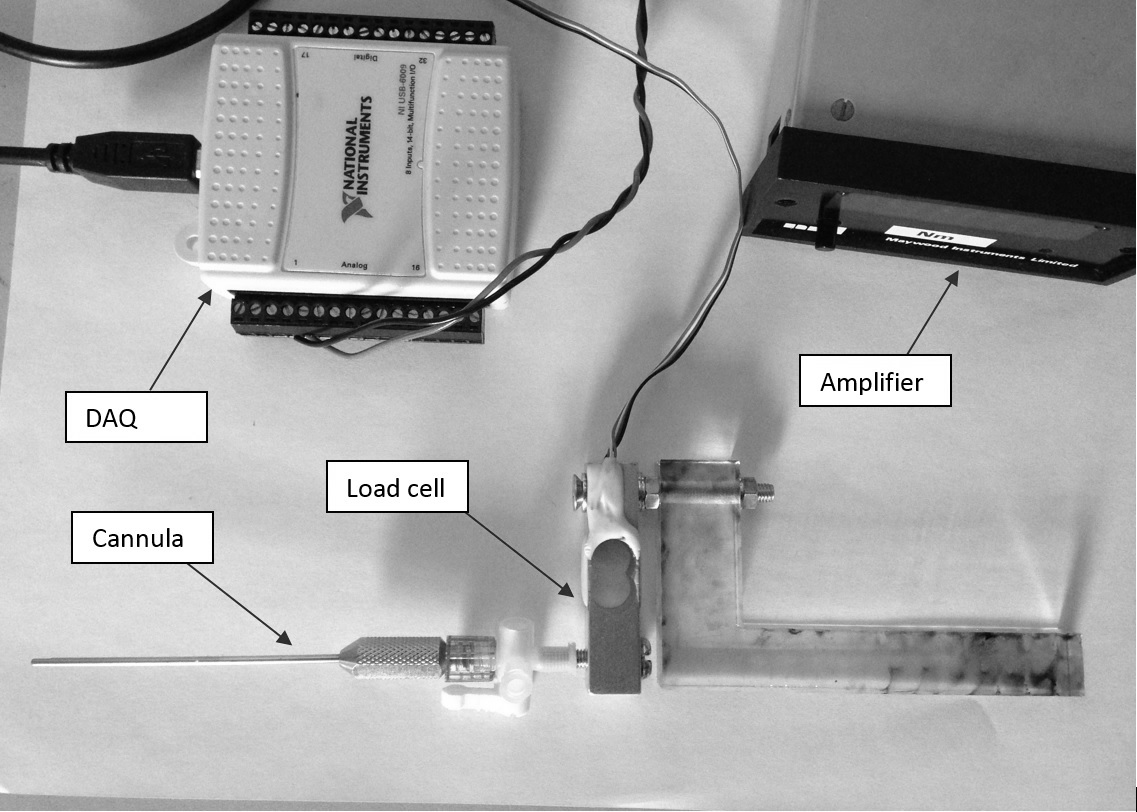 17
Digital
32
NATIONAL
INSTRUMENTS
NI USB-6009
8 Inputs, 14-bit, Multifunction I/O
1
Analog
16
Nm
Maywood Instruments Limited
DAQ
Amplifier
Load cell
Cannula